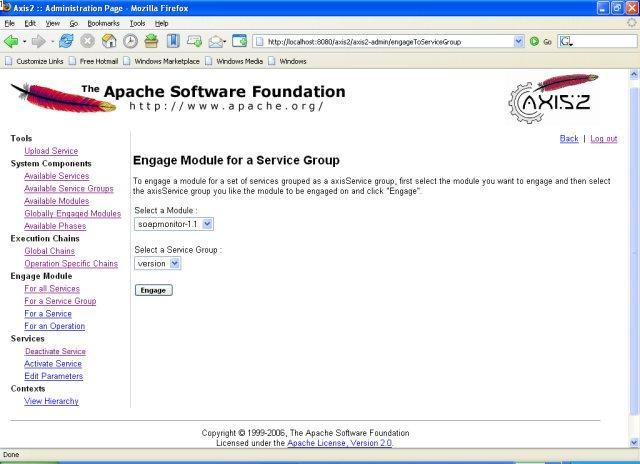 Axis2 :: Administration Page - Mozilla Firefox
File Edit View Go Bookmarks Tools Help
http://localhost:8080/axis2/axis2-admin/engageToServiceGroup Go
Customize Links Free Hotmail Windows Marketplace Windows Media Windows
The Apache Software Foundation
http://www.apache.org/
AXIS2
Back | Log out
Tools
Upload Service
System Components
Available Services
Available Service Groups
Available Modules
Globally Engaged Modules
Available Phases
Execution Chains
Global Chains
Operation Specific Chains
Engage Module
For all Services
For a Service Group
For a Service
For an Operation
Services
Deactivate Service
Activate Service
Edit Parameters
Contexts
View Hierarchy
Engage Module for a Service Group
To engage a module for a set of services grouped as a axisService group, first select the module you want to engage and then select
the axisService group you like the module to be engaged on and click "Engage".
Select a Module :
soapmonitor-1.1
Select a Service Group :
version
Engage
Copyright © 1999-2006, The Apache Software Foundation
Licensed under the Apache License, Version 2.0.
Done